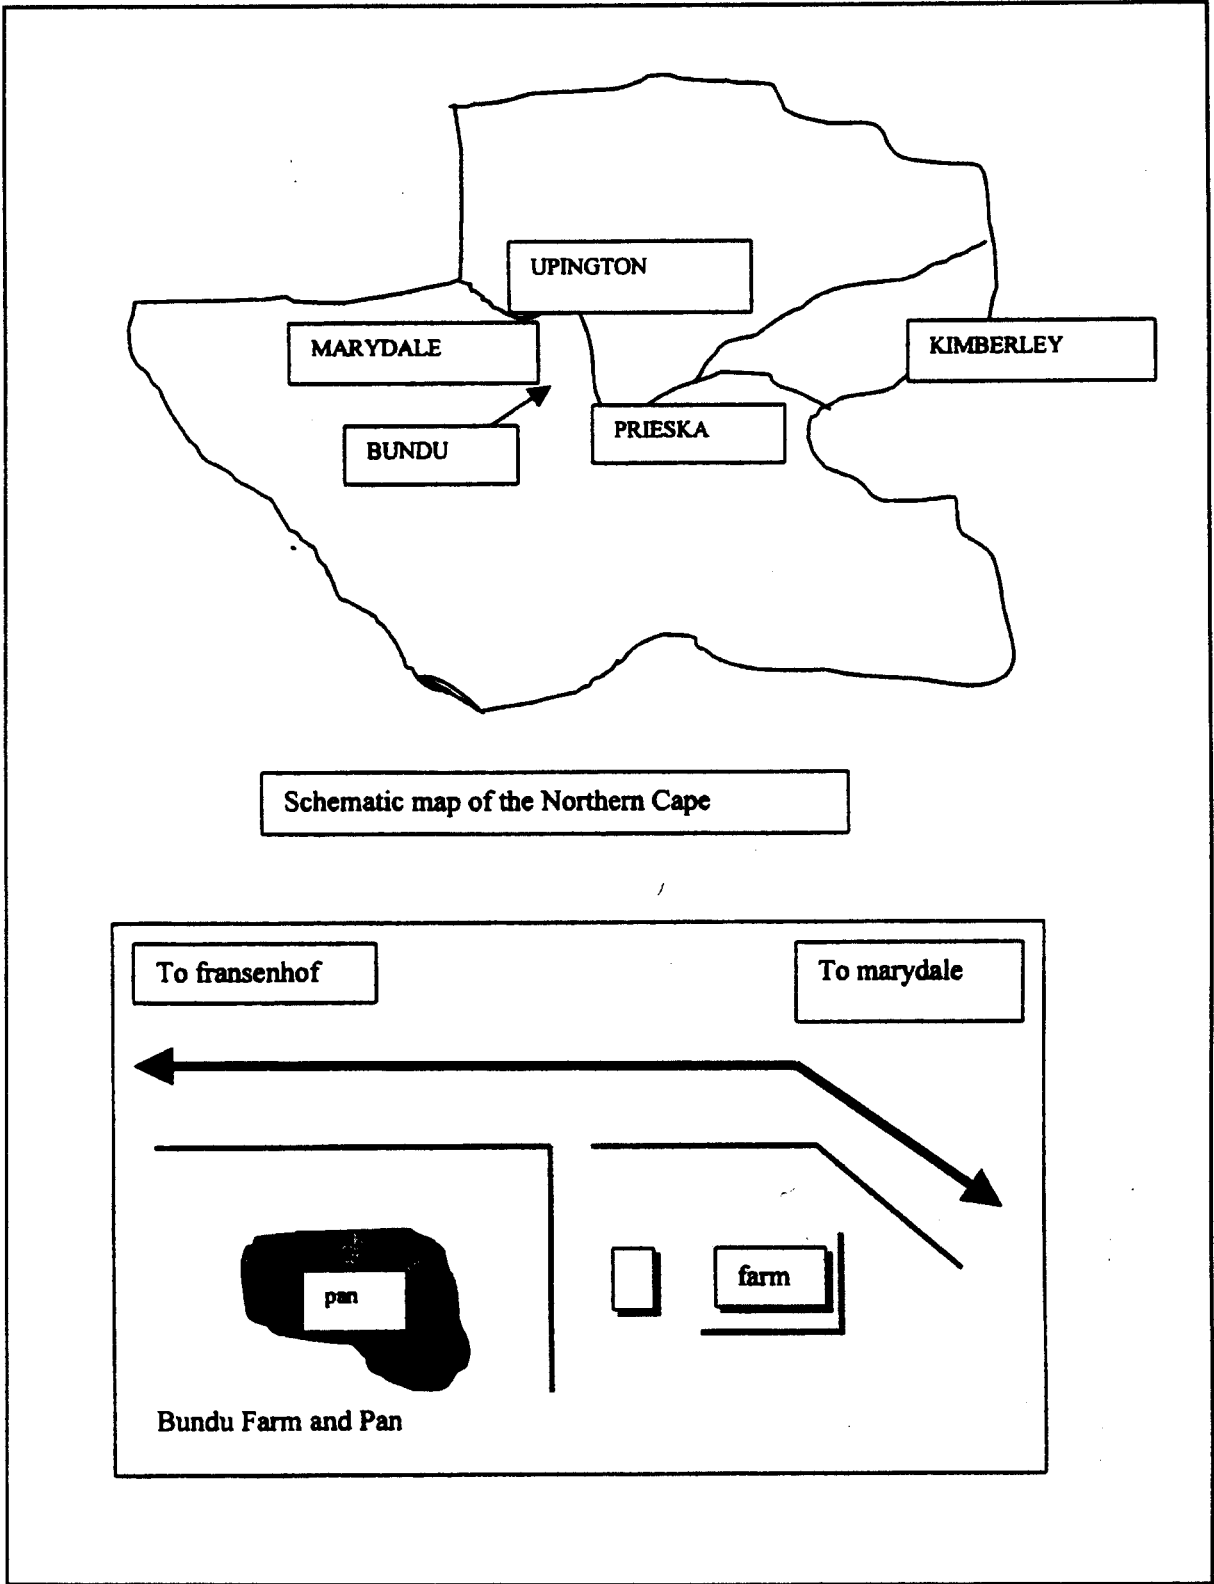 UPINGTON
MARYDALE
KIMBERLEY
BUNDU
PRIESKA
Schematic map of the Northern Cape
To fransenhof
To marydale
pan
farm
Bundu Farm and Pan